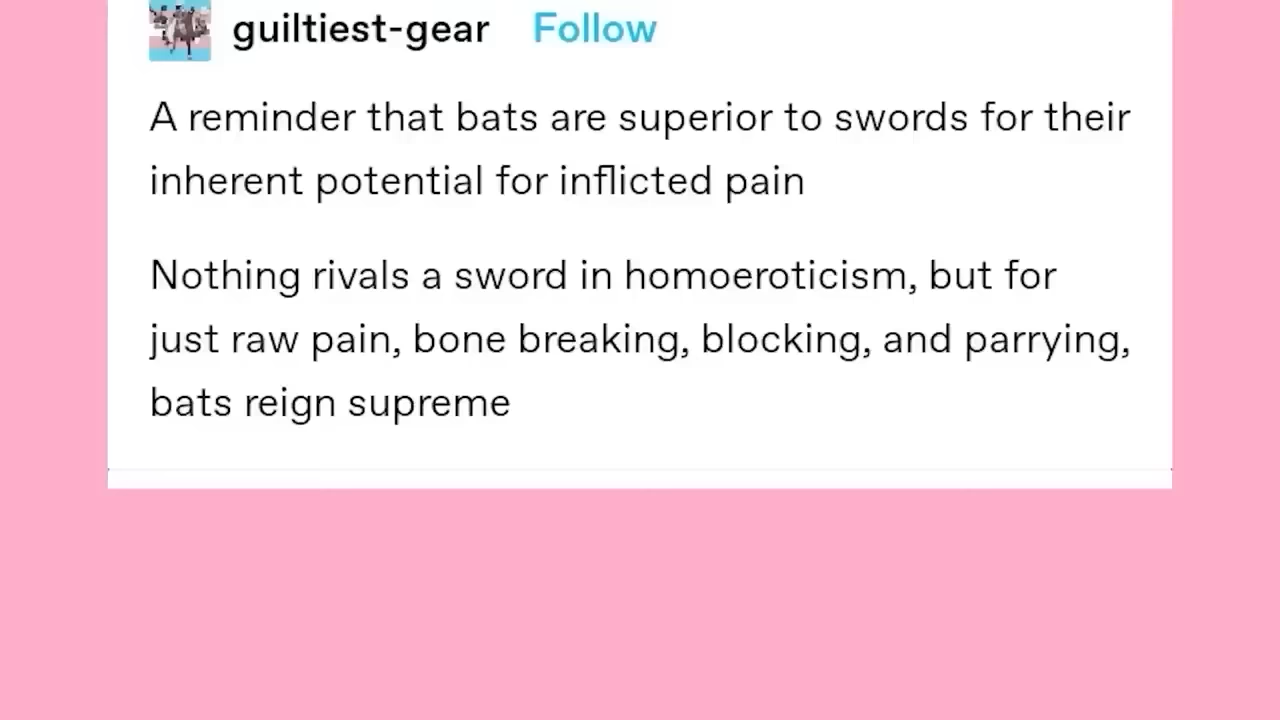 guiltiest-gear Follow
A reminder that bats are superior to swords for their
inherent potential for inflicted pain
Nothing rivals a sword in homoeroticism, but for
just raw pain, bone breaking, blocking, and parrying,
bats reign supreme